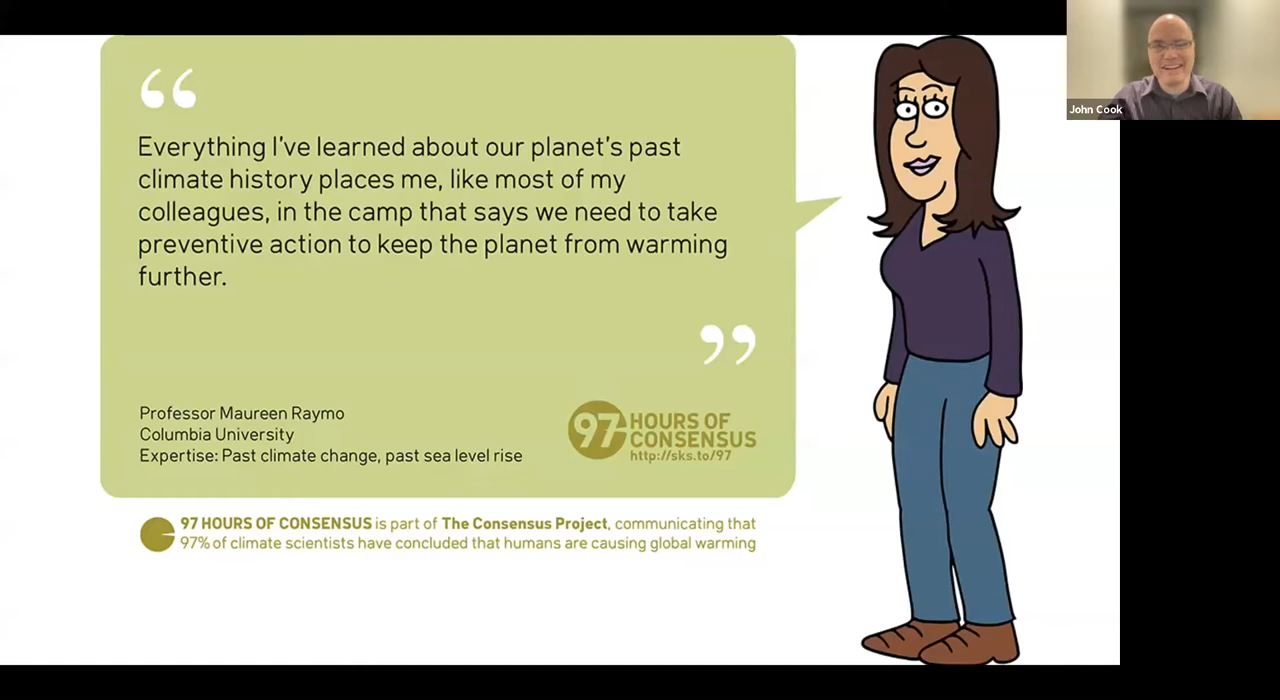 John Cook
“
Everything I’ve learned about our planet’s past
climate history places me, like most of my
colleagues, in the camp that says we need to take
preventive action to keep the planet from warming
further.
”
Professor Maureen Raymo
Columbia University
Expertise: Past climate change, past sea level rise
97 HOURS OF
CONSENSUS
http://sks.to/97
97 HOURS OF CONSENSUS is part of The Consensus Project, communicating that
97% of climate scientists have concluded that humans are causing global warming